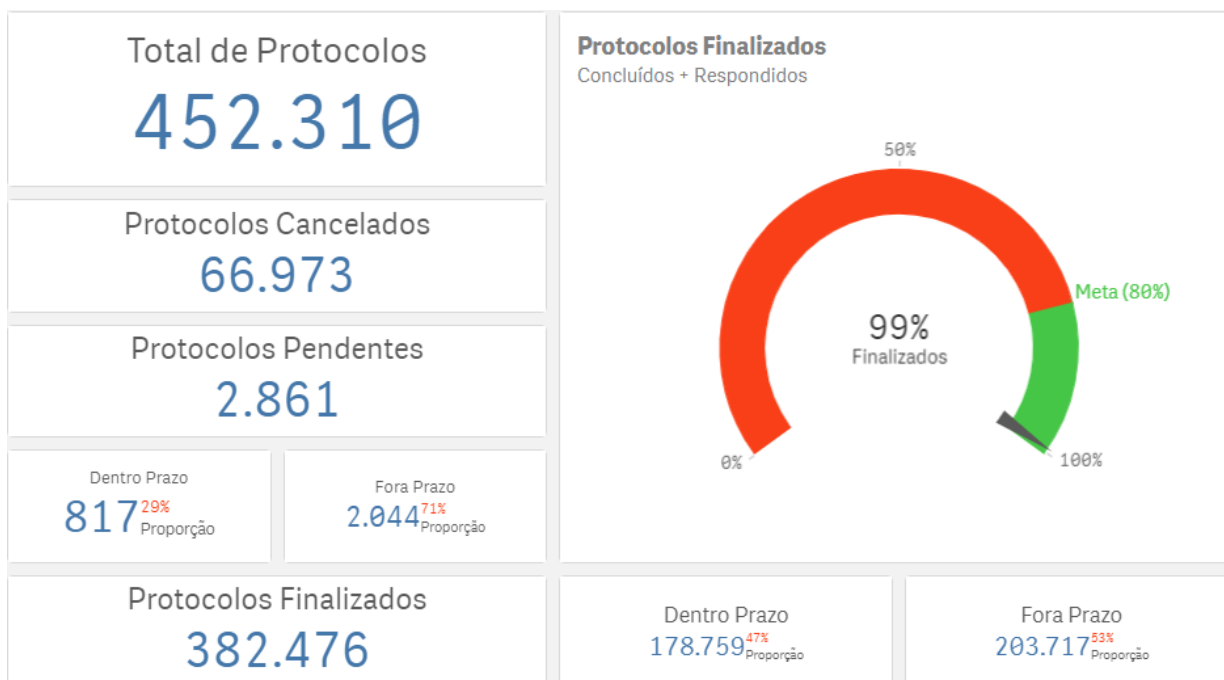 Total de Protocolos
452.310
Protocolos Cancelados
66.973
Protocolos Pendentes
2.861
Dentro Prazo
817 29% Proporção
Fora Prazo
2.044 71% Proporção
Protocolos Finalizados
382.476
Protocolos Finalizados
Concluídos + Respondidos
50%
Meta (80%)
99%
Finalizados
0%
100%
Dentro Prazo
178.759 47% Proporção
Fora Prazo
203.717 53% Proporção